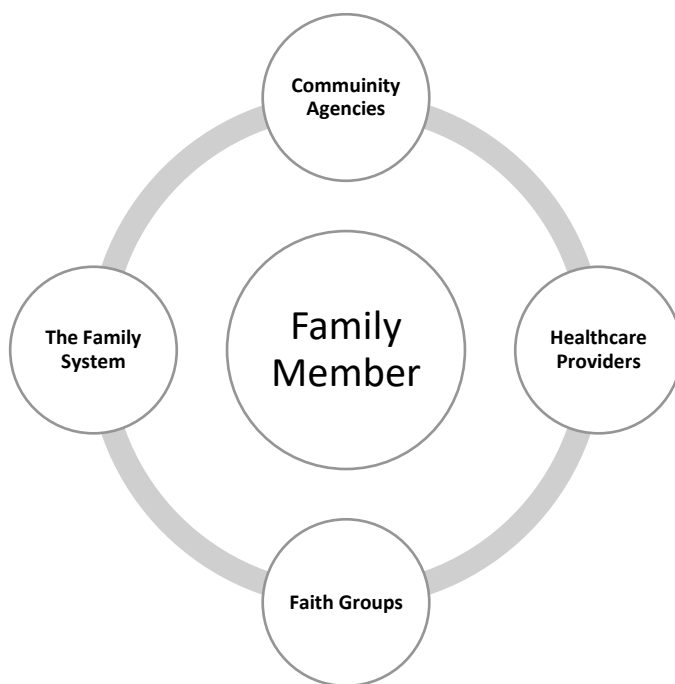 Commuinity
Agencies
The Family
System
Family
Member
Healthcare
Providers
Faith Groups